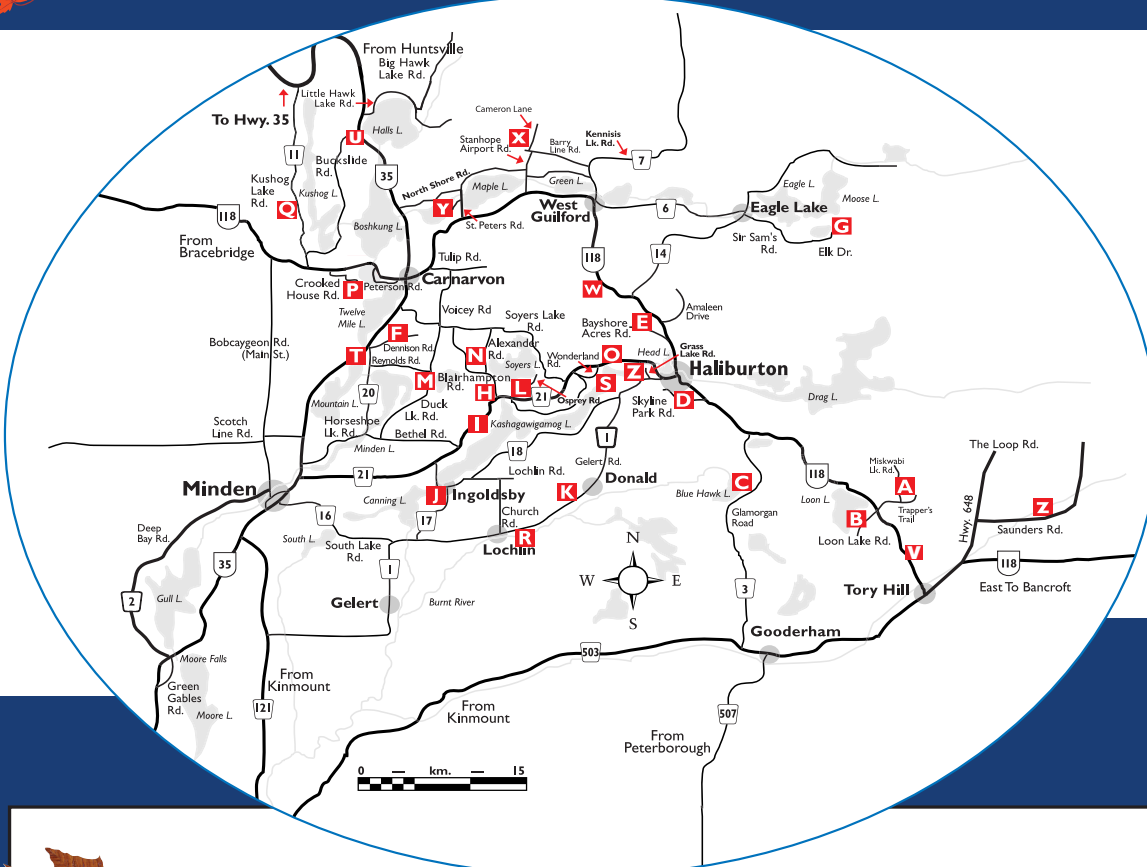 From Huntsville
Big Hawk
Lake Rd.
Little Hawk
Lake Rd.
To Hwy. 35
Halls L.
U
11
Buckslide
Rd.
35
Kushog
Lake
Rd.
Kushog L.
Q
118
From
Bracebridge
Boshkung L.
Cameron Lane
X
Stanhope
Airport Rd.
Barry
Line Rd.
Kennisis
Lk. Rd.
7
North Shore Rd.
Maple L.
Green L.
Y
St. Peters Rd.
West
Guilford
6
Eagle L.
Moose L.
Eagle Lake
G
Sir Sam's
Rd.
Elk Dr.
14
118
Tulip Rd.
Carnarvon
Crooked
House Rd.
P
Peterson Rd.
W
Twelve
Mile L.
Voicey Rd
Soyers Lake
Rd.
Bayshore
Acres Rd.
E
Amaleen
Drive
F
Dennison Rd.
Bobcaygeon Rd.
(Main St.)
T
Reynolds Rd.
N
Alexander
Rd.
Soyers L.
Wonderland
Rd.
O
Head L.
Grass
Lake Rd.
Haliburton
Z
S
M
Blairhampton
Rd.
H
L
21
Osprey Rd
20
Mountain L.
Duck
Lk. Rd.
Skyline
Park Rd.
D
Drag L.
Scotch
Line Rd.
Horseshoe
Lk. Rd.
Bethel Rd.
I
Kashagawigamog L.
Minden L.
18
1
21
Lochlin Rd.
Gelert Rd.
Donald
Minden
Canning L.
J
Ingoldsby
K
Blue Hawk L.
C
118
Loon L.
Miskwabi
Lk. Rd.
A
The Loop Rd.
Hwy. 648
Z
Saunders Rd.
Glamorgan
Road
B
Trapper's
Trail
Loon Lake Rd.
V
16
17
Church
Rd.
Deep
Bay Rd.
South L.
South Lake
Rd.
Lochlin
R
N
W
E
S
35
1
118
East To Bancroft
Tory Hill
2
Gull L.
Gelert
Burnt River
3
Gooderham
503
Moore Falls
Green
Gables
Rd.
Moore L.
From
Kinmount
121
From
Kinmount
507
From
Peterborough
0 — km. — 15